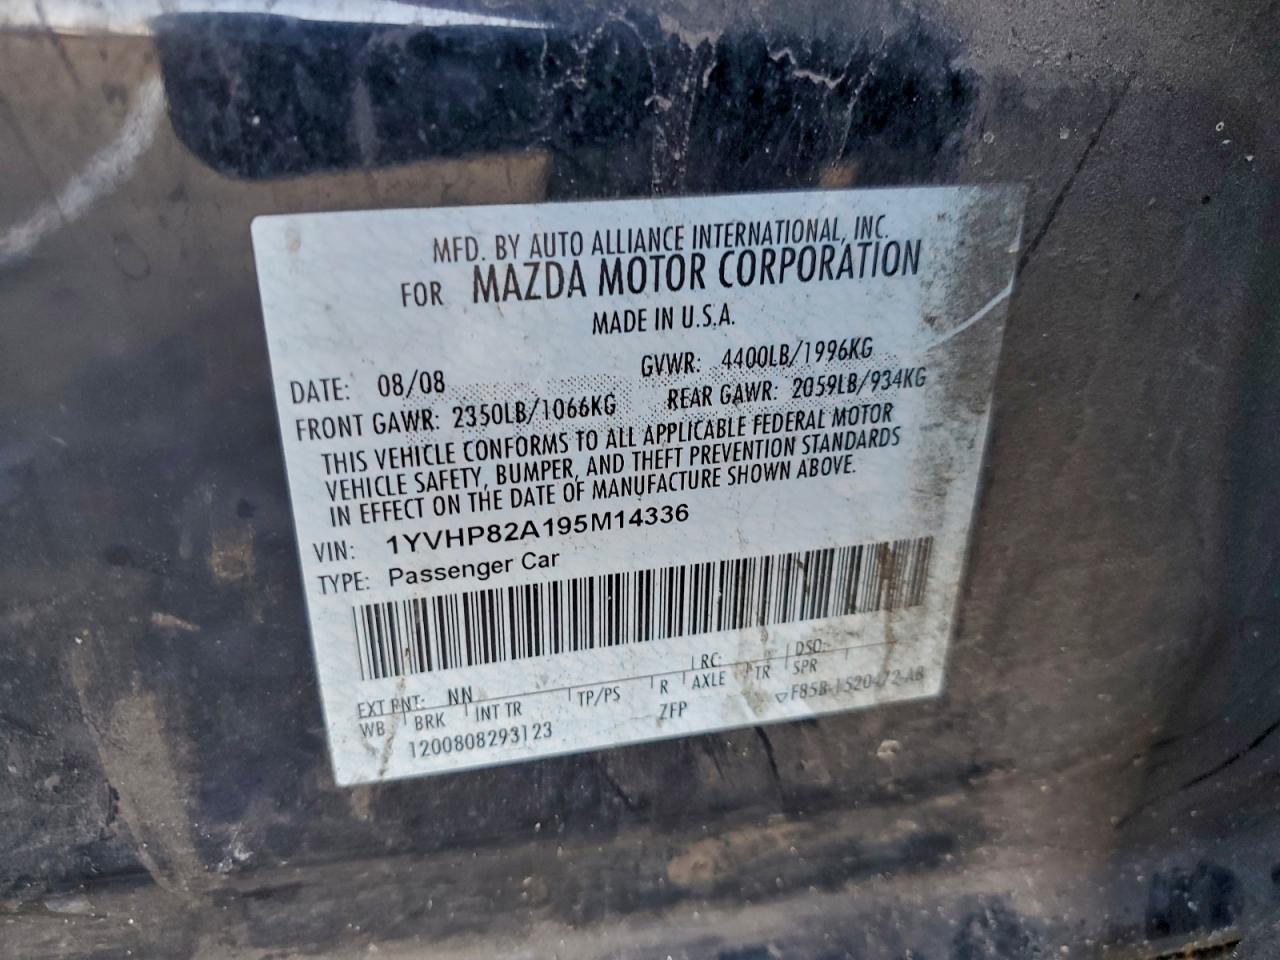 MFD. BY AUTO ALLIANCE INTERNATIONAL, INC.
FOR MAZDA MOTOR CORPORATION
MADE IN U.S.A.
DATE: 08/08 GVWR: 4400LB/1996KG
FRONT GAWR: 2350LB/1066KG REAR GAWR: 2059LB/934KG
THIS VEHICLE CONFORMS TO ALL APPLICABLE FEDERAL MOTOR
VEHICLE SAFETY, BUMPER, AND THEFT PREVENTION STANDARDS
IN EFFECT ON THE DATE OF MANUFACTURE SHOWN ABOVE.
VIN: 1YVHP82A195M14336
TYPE: Passenger Car
EXT PNT: NN RC: DSO:
WB BRK INT TR TP/PS R AXLE TR SPR
ZFP
1200808293123